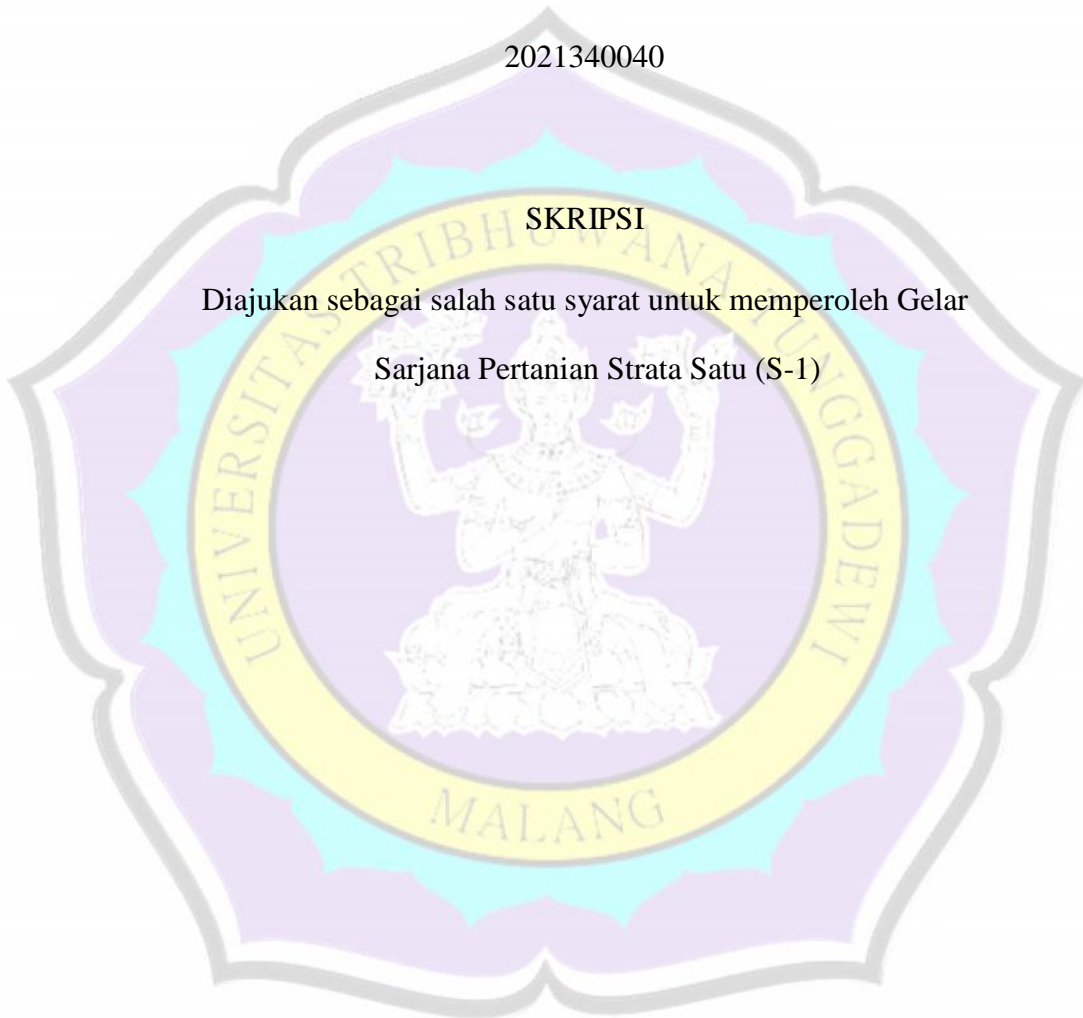 2021340040
SKRIPSI
Diajukan sebagai salah satu syarat untuk memperoleh Gelar
Sarjana Pertanian Strata Satu (S-1)
UNIVERSITAS TRIBHUWANA TUNGGADEWI
MALANG